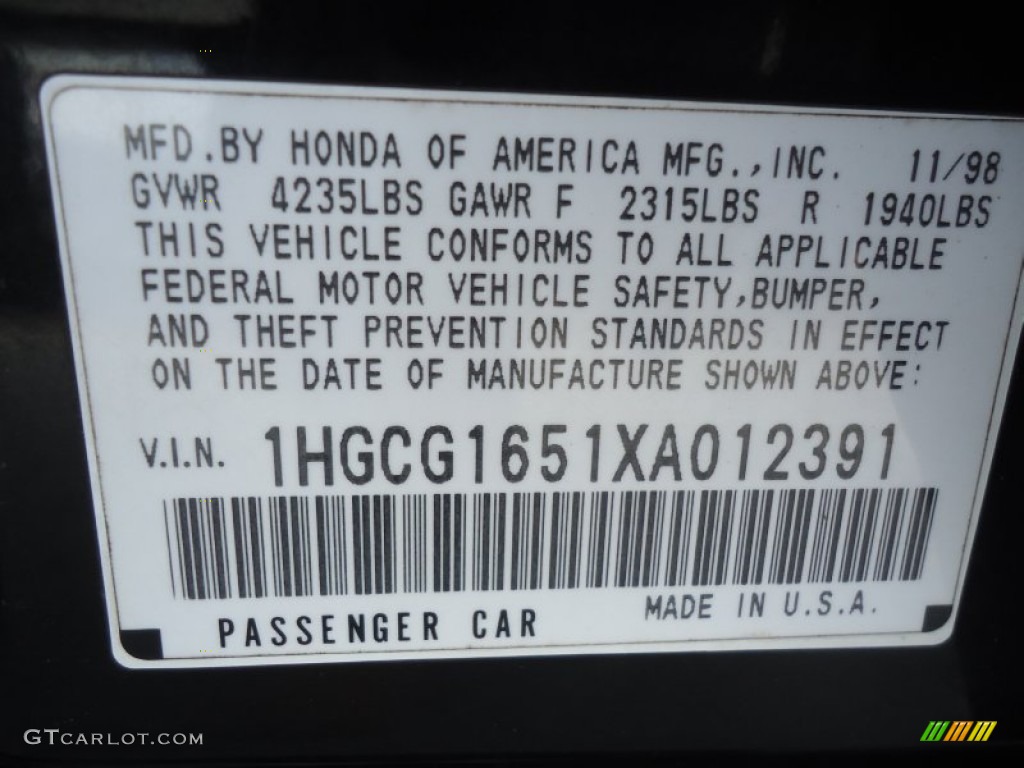 MFD.BY HONDA OF AMERICA MFG.,INC. 11/98
GVWR 4235LBS GAWR F 2315LBS R 1940LBS
THIS VEHICLE CONFORMS TO ALL APPLICABLE
FEDERAL MOTOR VEHICLE SAFETY,BUMPER,
AND THEFT PREVENTION STANDARDS IN EFFECT
ON THE DATE OF MANUFACTURE SHOWN ABOVE:
V.I.N. 1HGCG1651XA012391
PASSENGER CAR MADE IN U.S.A.
GTCARLOT.COM